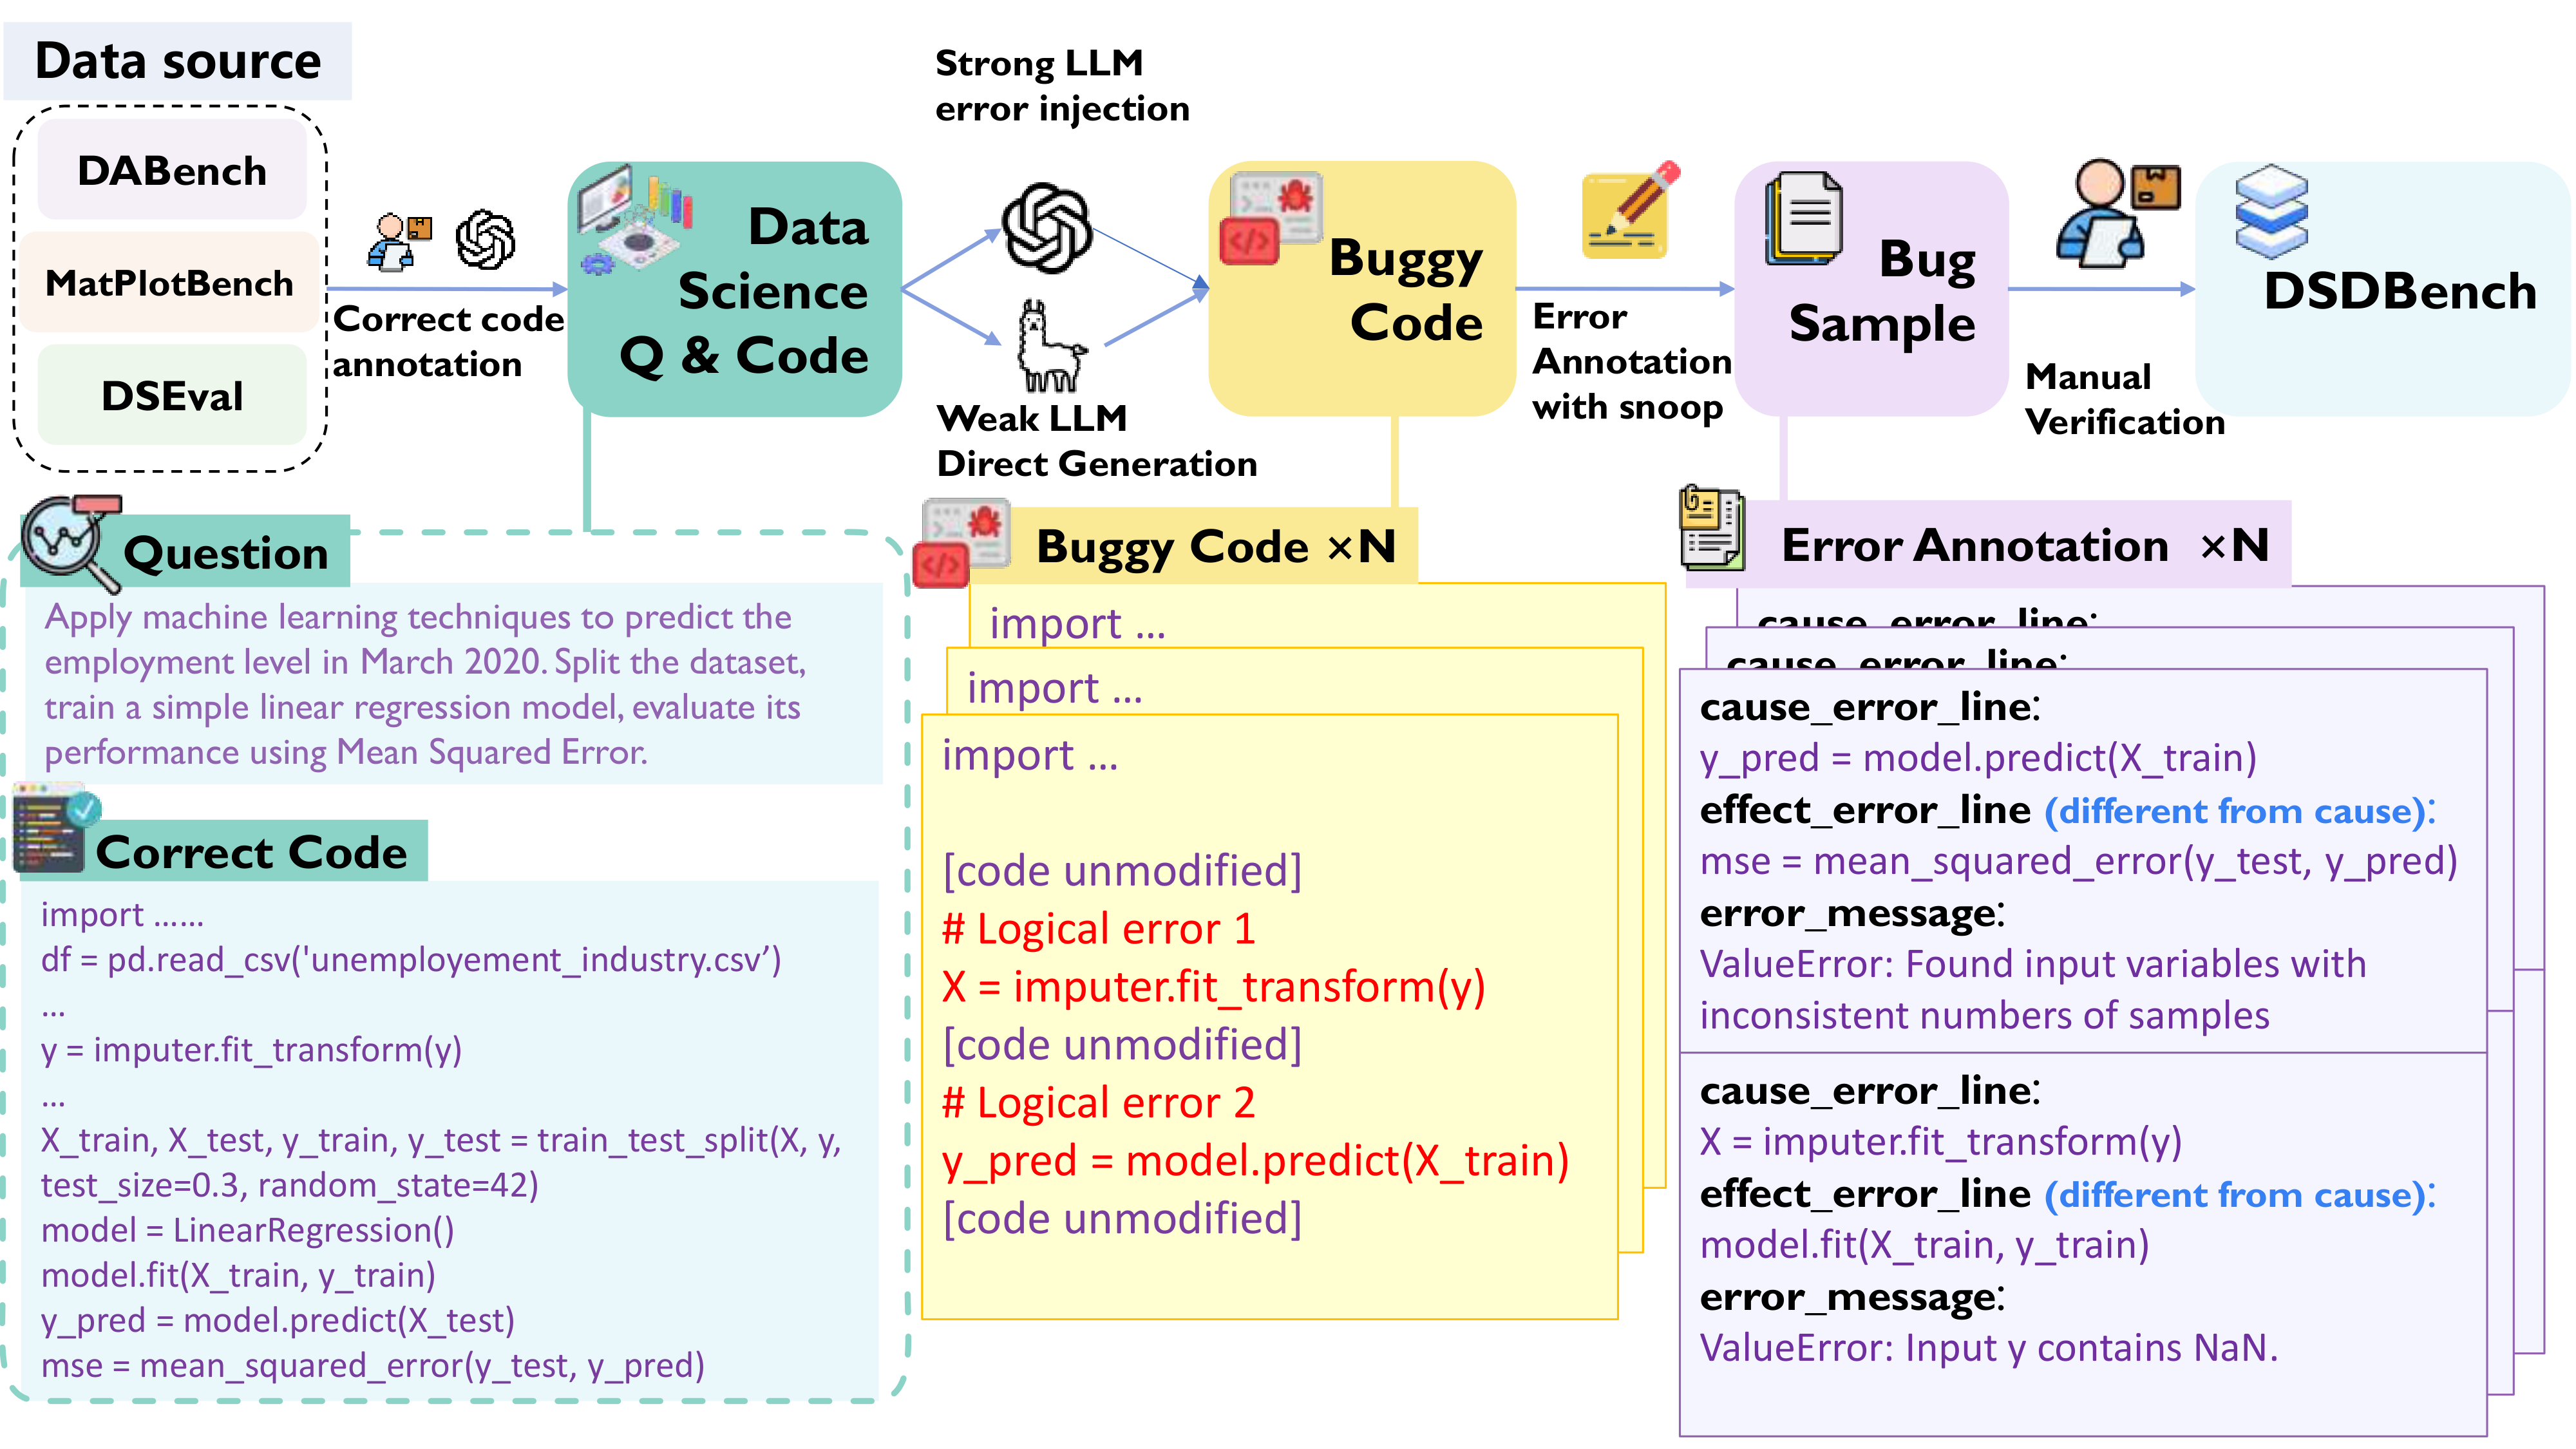 Data source
DABench
MatPlotBench
DSEval
Correct code
annotation
Data
Science
Q & Code
Strong LLM
error injection
Weak LLM
Direct Generation
Buggy
Code
Error
Annotation
with snoop
Bug
Sample
Manual
Verification
DSDBench
Question
Apply machine learning techniques to predict the
employment level in March 2020. Split the dataset,
train a simple linear regression model, evaluate its
performance using Mean Squared Error.
Correct Code
import ......
df = pd.read_csv('unemployement_industry.csv’)
...
y = imputer.fit_transform(y)
...
X_train, X_test, y_train, y_test = train_test_split(X, y,
test_size=0.3, random_state=42)
model = LinearRegression()
model.fit(X_train, y_train)
y_pred = model.predict(X_test)
mse = mean_squared_error(y_test, y_pred)
Buggy Code ×N
import ...
import ...
import ...
[code unmodified]
# Logical error 1
X = imputer.fit_transform(y)
[code unmodified]
# Logical error 2
y_pred = model.predict(X_train)
[code unmodified]
Error Annotation ×N
cause_error_line:
cause_error_line:
cause_error_line:
y_pred = model.predict(X_train)
effect_error_line (different from cause):
mse = mean_squared_error(y_test, y_pred)
error_message:
ValueError: Found input variables with
inconsistent numbers of samples
cause_error_line:
X = imputer.fit_transform(y)
effect_error_line (different from cause):
model.fit(X_train, y_train)
error_message:
ValueError: Input y contains NaN.